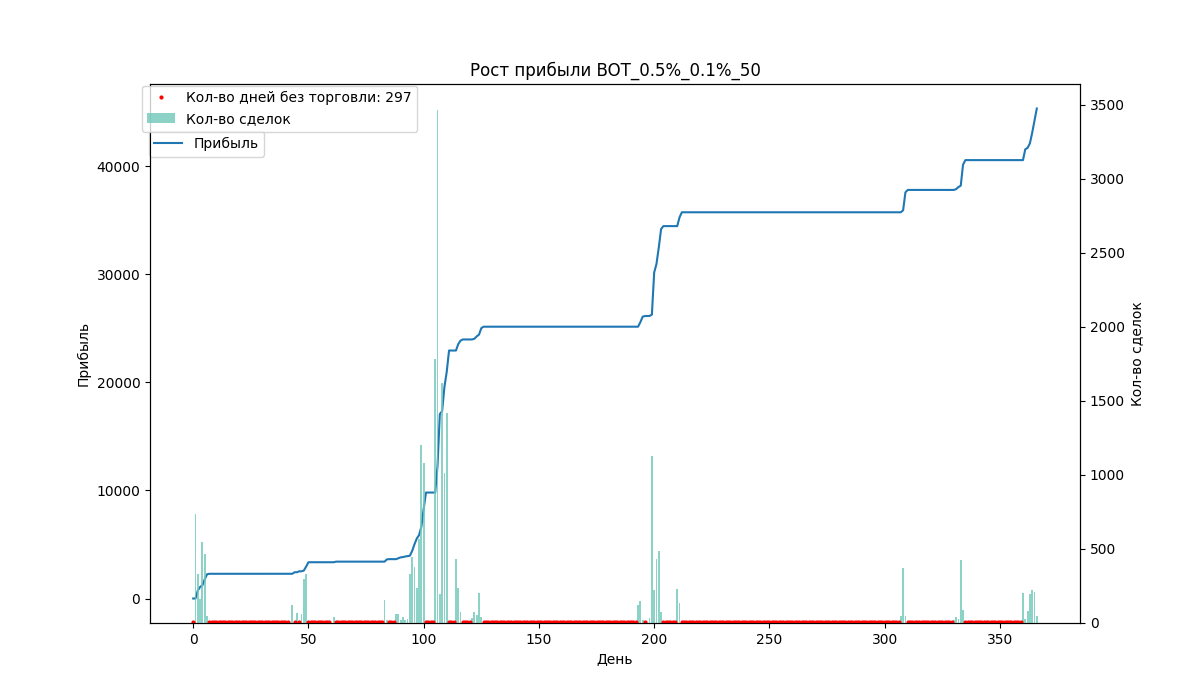 Рост прибыли BOT_0.5%_0.1%_50
Кол-во дней без торговли: 297
Кол-во сделок
Прибыль
40000
30000
20000
10000
0
Прибыль
3500
3000
2500
2000
1500
1000
500
0
Кол-во сделок
0 50 100 150 200 250 300 350
День